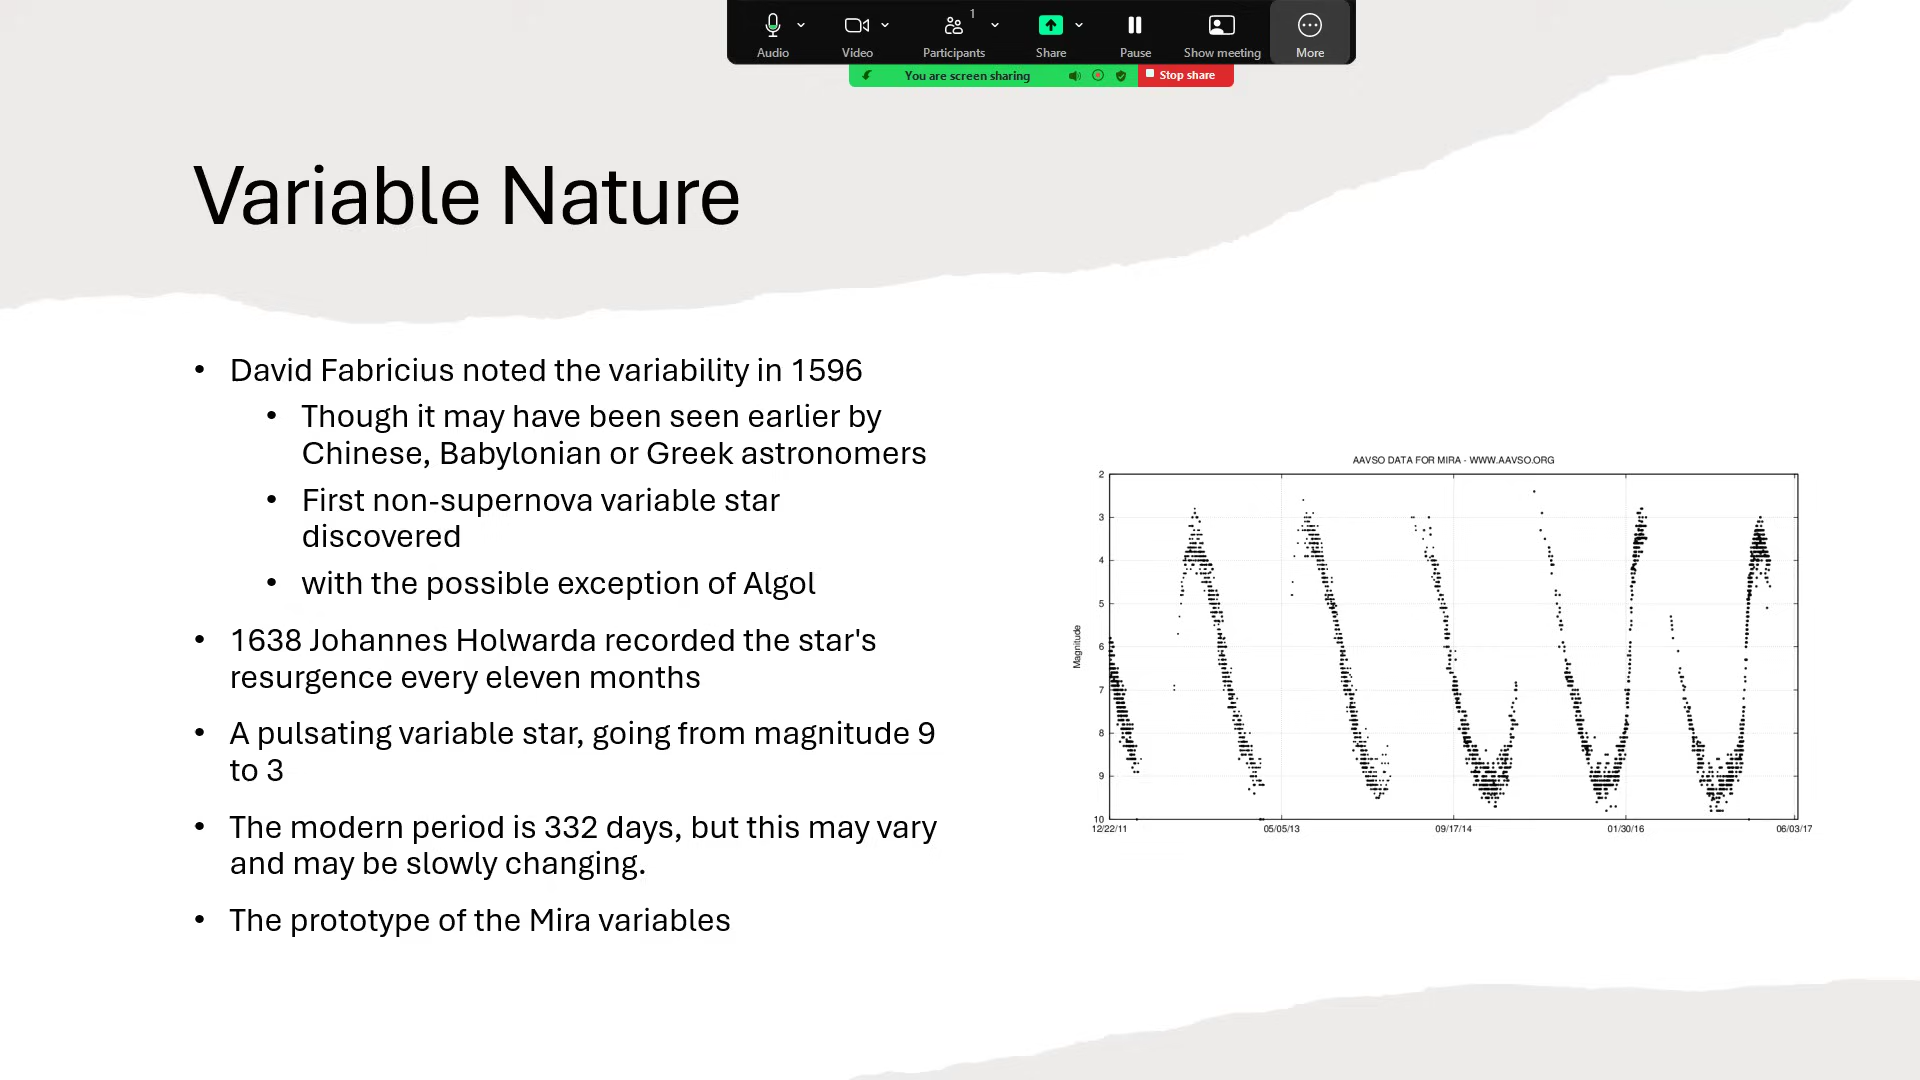 1
Audio
Video
Participants
Share
Pause
Show meeting
More
You are screen sharing
Stop share
Variable Nature
• David Fabricius noted the variability in 1596
• Though it may have been seen earlier by
Chinese, Babylonian or Greek astronomers
• First non-supernova variable star
discovered
• with the possible exception of Algol
• 1638 Johannes Holwarda recorded the star's
resurgence every eleven months
• A pulsating variable star, going from magnitude 9
to 3
• The modern period is 332 days, but this may vary
and may be slowly changing.
• The prototype of the Mira variables
AAVSO DATA FOR MIRA - WWW.AAVSO.ORG
Magnitude
2
3
4
5
6
7
8
9
10
12/22/11
05/05/13
09/17/14
01/30/16
06/03/17